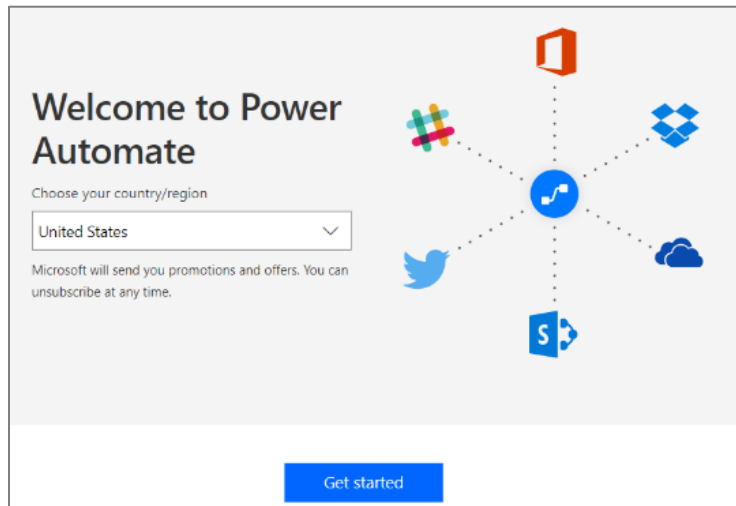 Welcome to Power
Automate
Choose your country/region
United States
Microsoft will send you promotions and offers. You can
unsubscribe at any time.
S
Get started